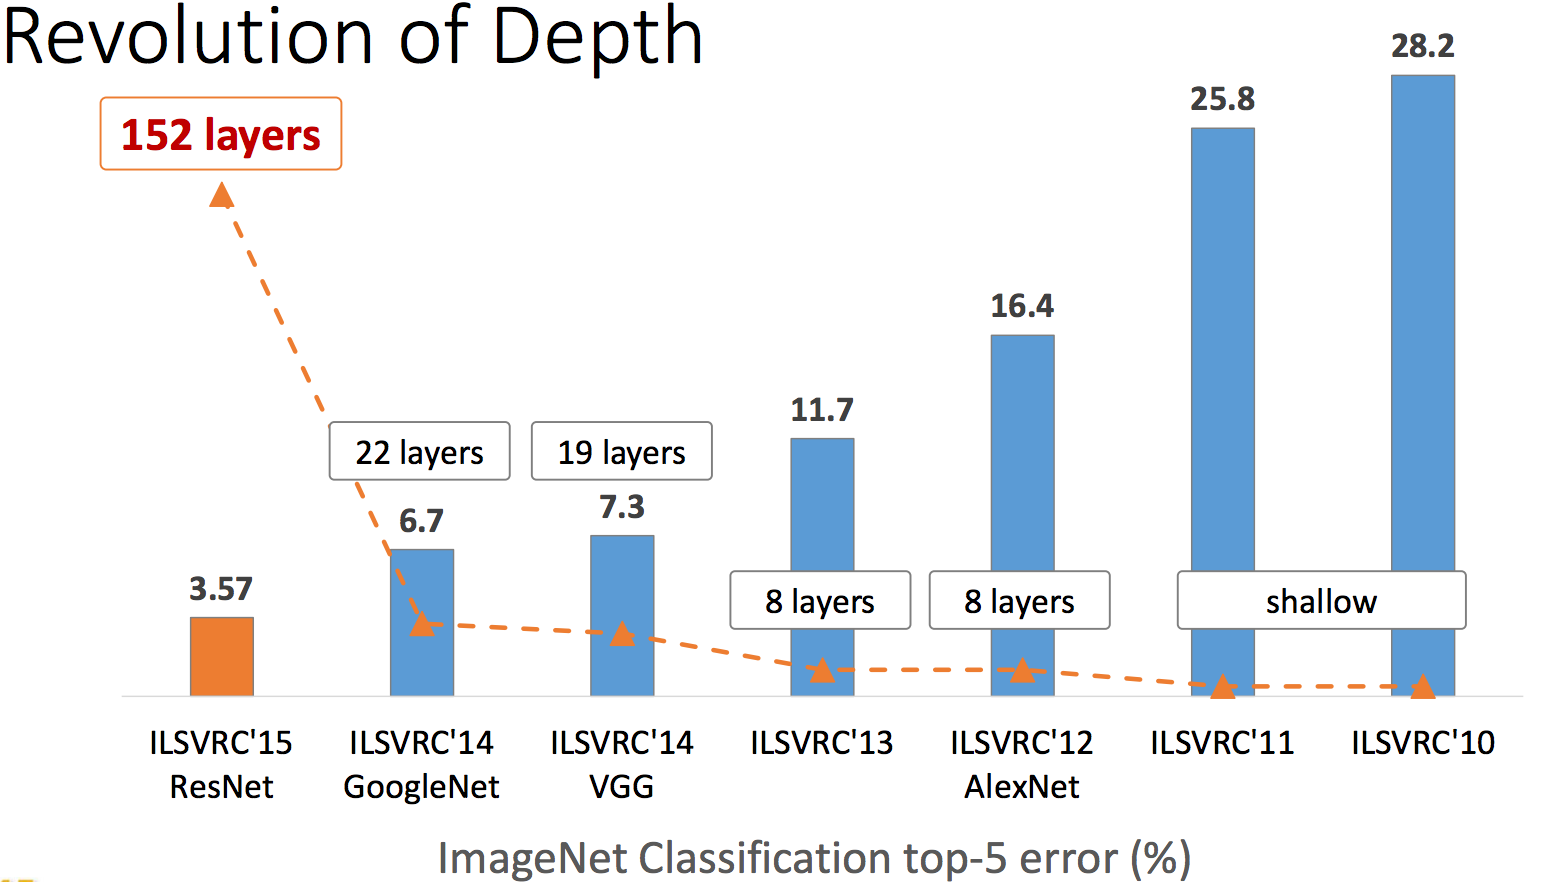 Revolution of Depth
28.2
25.8
152 layers
16.4
11.7
22 layers
19 layers
6.7
7.3
3.57
8 layers
8 layers
shallow
ILSVRC'15
ResNet
ILSVRC'14
GoogleNet
ILSVRC'14
VGG
ILSVRC'13
ILSVRC'12
AlexNet
ILSVRC'11
ILSVRC'10
ImageNet Classification top-5 error (%)